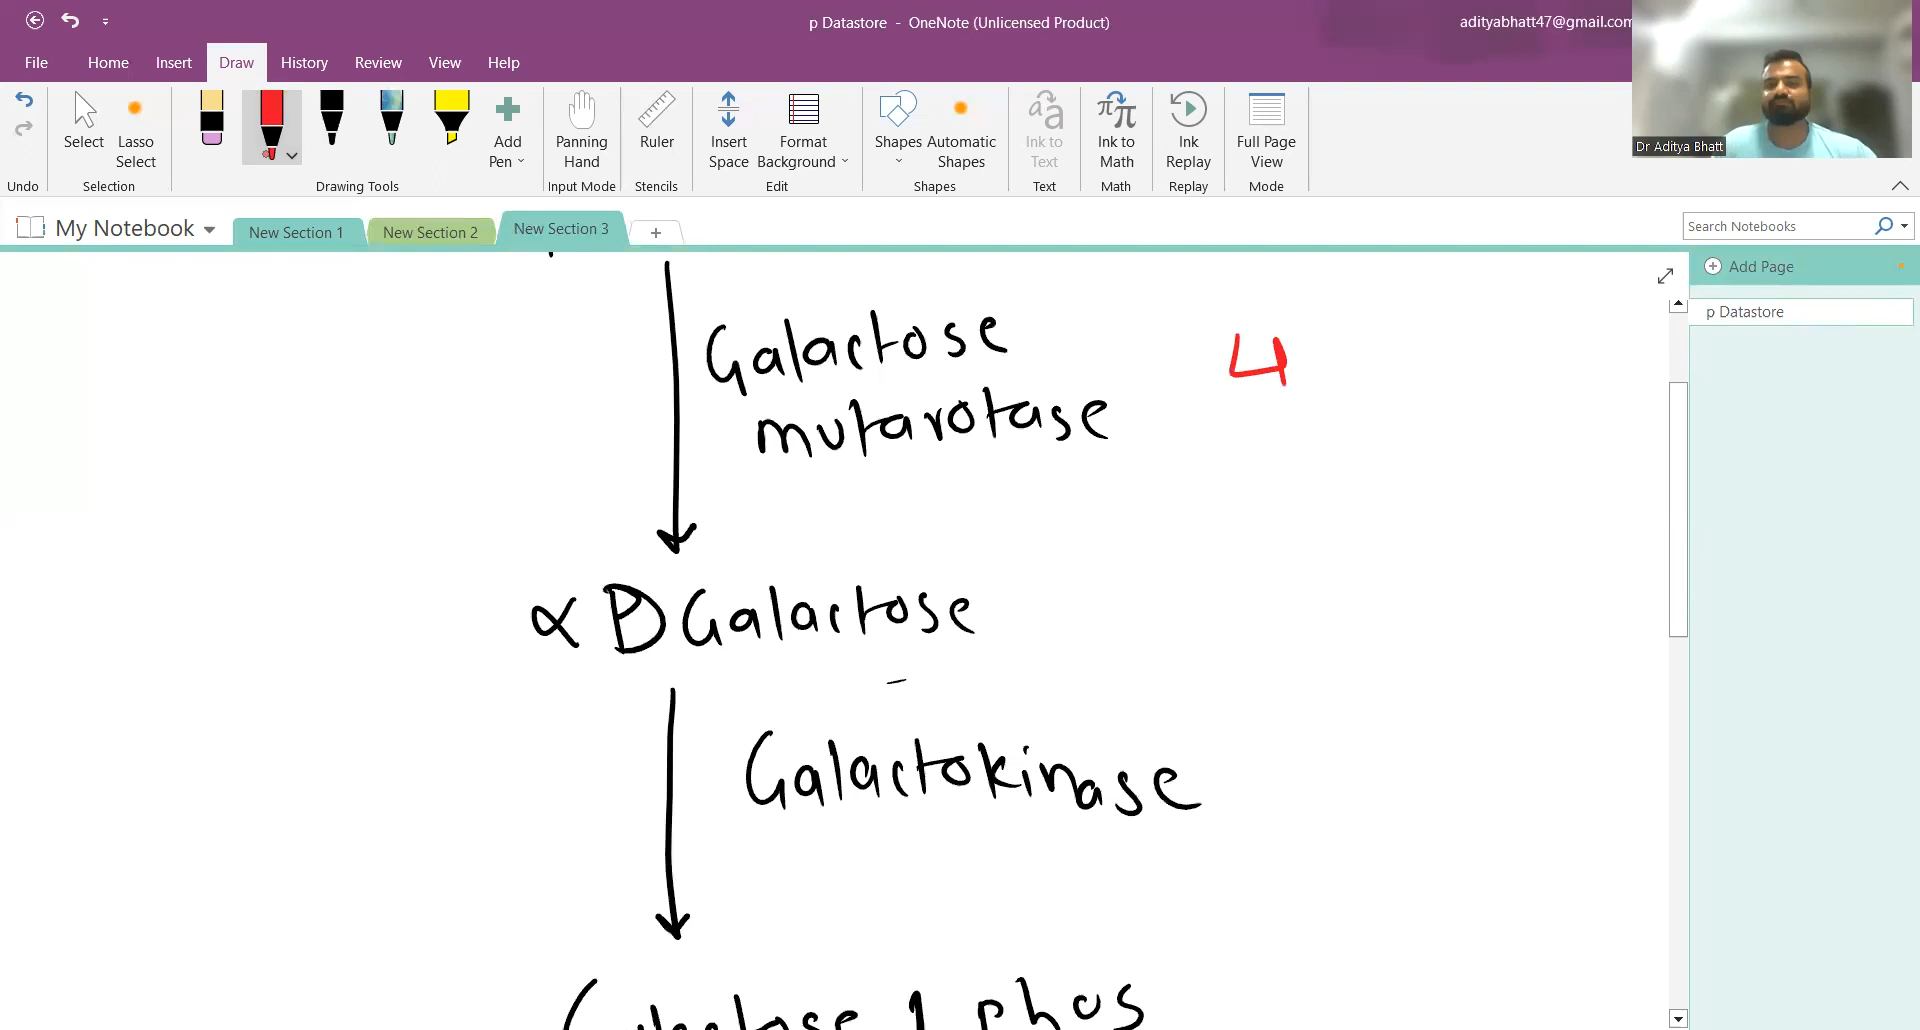 p Datastore - OneNote (Unlicensed Product)
adityabhatt47@gmail.com
File Home Insert Draw History Review View Help
Select
Lasso Select
Add Pen
Panning Hand
Ruler
Insert Space
Format Background
Shapes
Automatic Shapes
Ink to Text
Ink to Math
Ink Replay
Full Page View
Dr Aditya Bhatt
Undo Selection Drawing Tools Input Mode Stencils Edit Shapes Text Math Replay Mode
My Notebook New Section 1 New Section 2 New Section 3 +
Search Notebooks
Add Page
p Datastore
Galactose
mutarotase
4
∝ D Galactose
Galactokinase
Galactose 1 phos